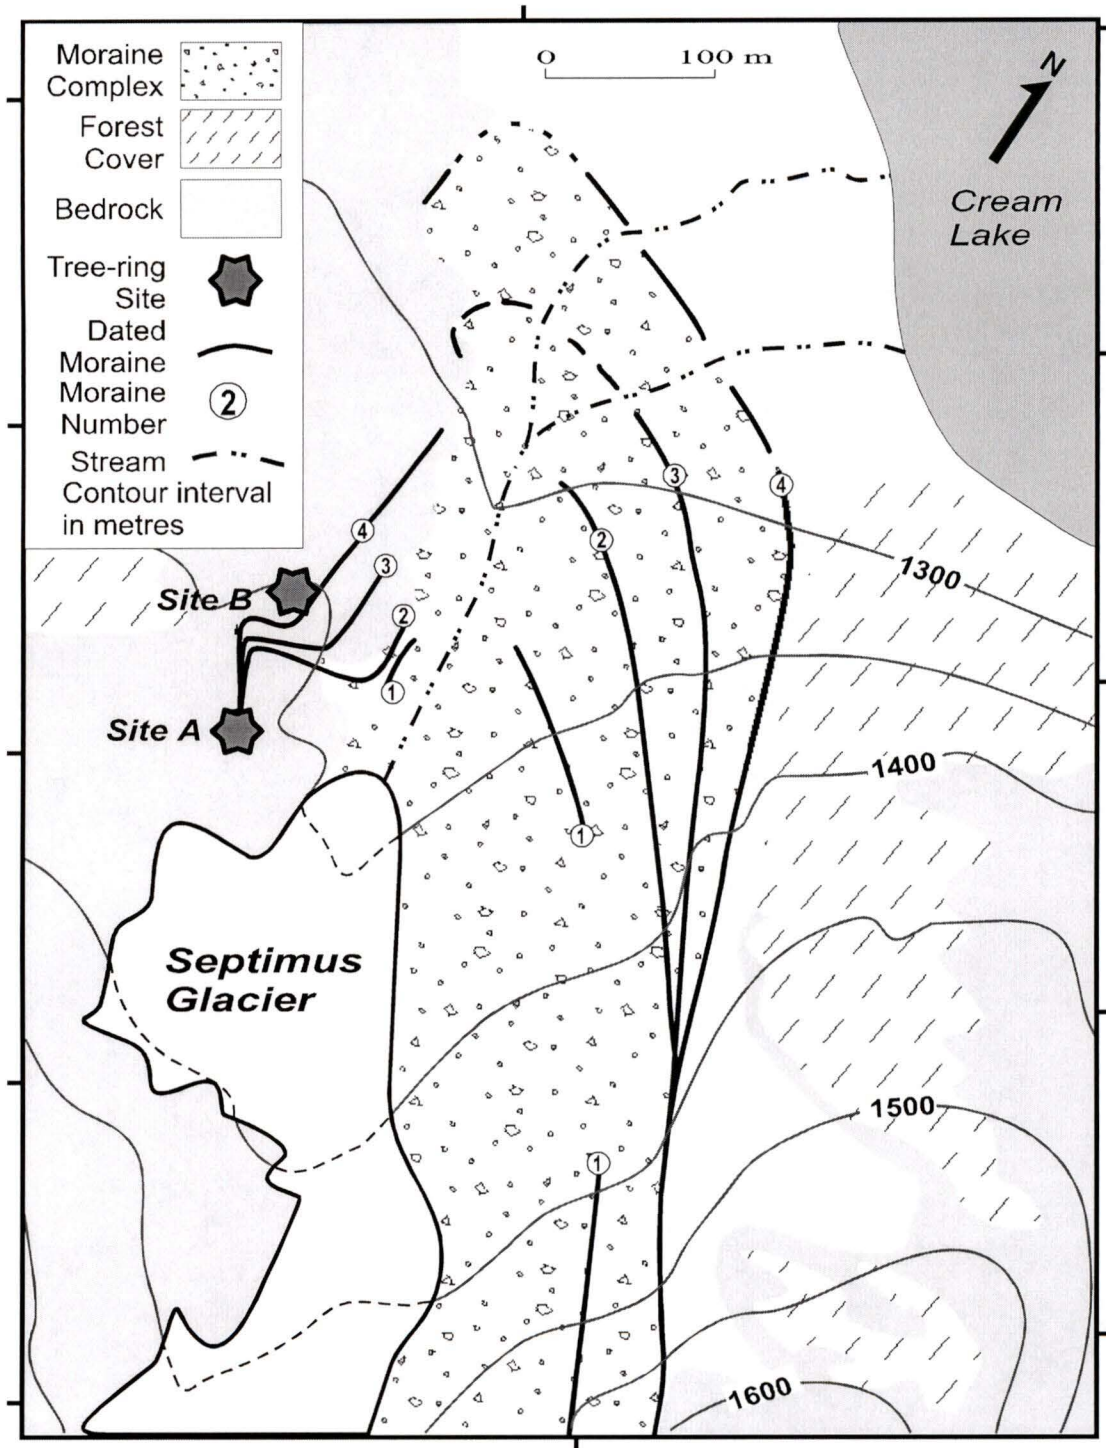 Moraine
Complex
Forest
Cover
Bedrock
Tree-ring
Site
Dated
Moraine
Moraine
Number
2
Stream
Contour interval
in metres
0 100 m
N
Cream
Lake
4
3
2
1
Site B
Site A
3
4
2
1
1
1300
1400
1500
1600
Septimus
Glacier